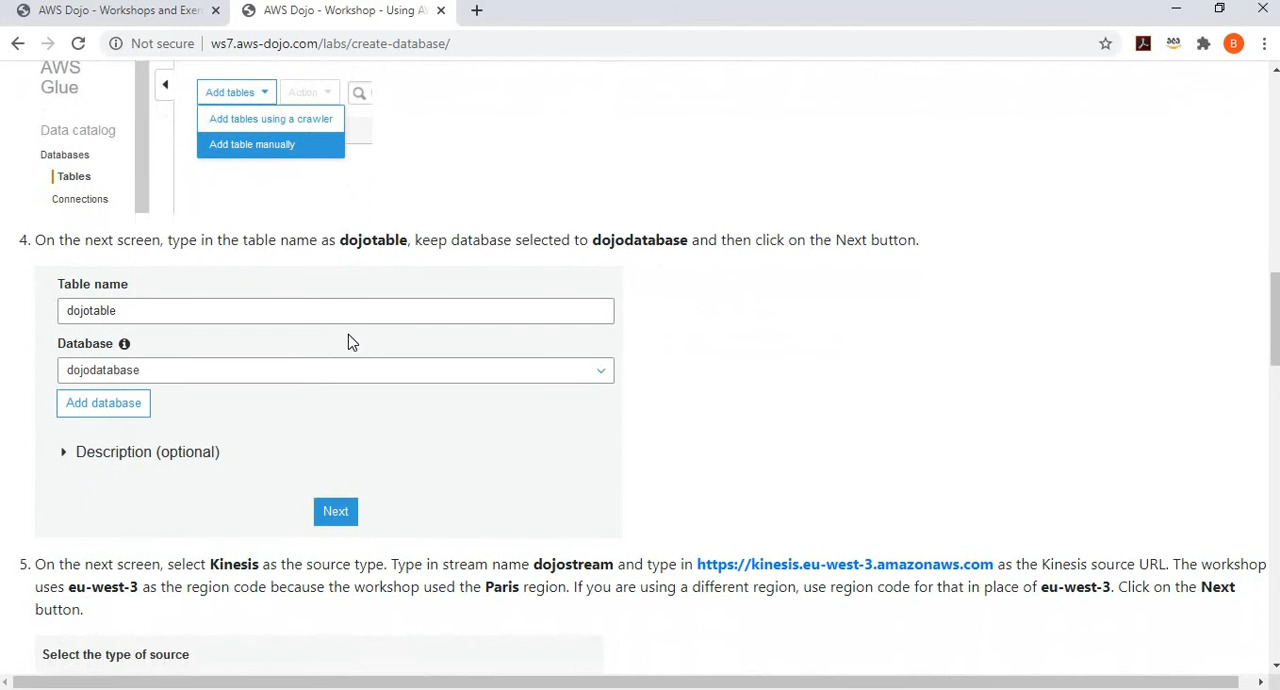 AWS Dojo - Workshops and Exer
AWS Dojo - Workshop - Using AW
Not secure | ws7.aws-dojo.com/labs/create-database/
B
AWS
Glue
Data catalog
Databases
Tables
Connections
Add tables
Action
Add tables using a crawler
Add table manually
4. On the next screen, type in the table name as dojotable, keep database selected to dojodatabase and then click on the Next button.
Table name
dojotable
Database
dojodatabase
Add database
Description (optional)
Next
5. On the next screen, select Kinesis as the source type. Type in stream name dojostream and type in https://kinesis.eu-west-3.amazonaws.com as the Kinesis source URL. The workshop
uses eu-west-3 as the region code because the workshop used the Paris region. If you are using a different region, use region code for that in place of eu-west-3. Click on the Next
button.
Select the type of source